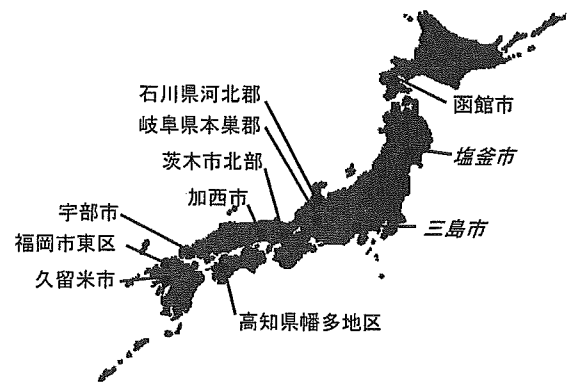 石川県河北郡
函館市
岐阜県本巣郡
塩釜市
茨木市北部
加西市
宇部市
三島市
福岡市東区
久留米市
高知県幡多地区